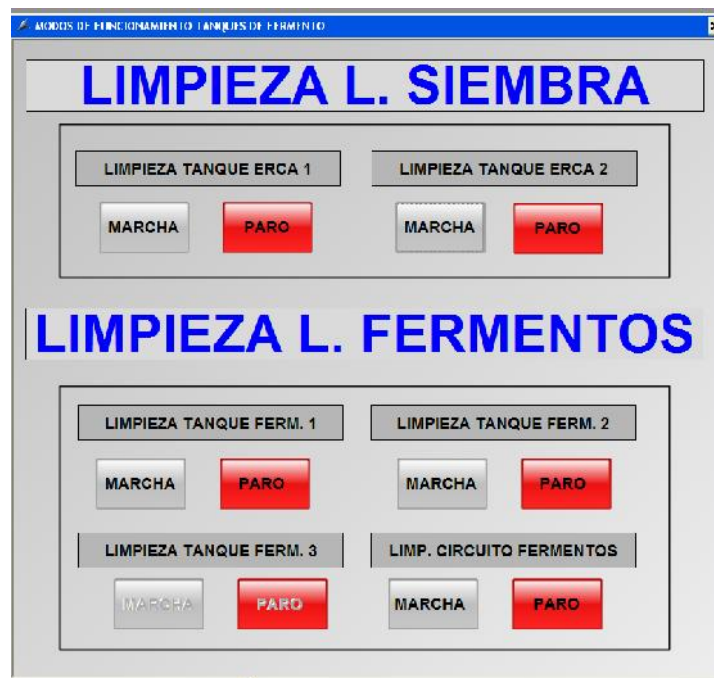 MODOS DE FUNCIONAMIENTO TANQUES DE FERMENTO
LIMPIEZA L. SIEMBRA
LIMPIEZA TANQUE ERCA 1 LIMPIEZA TANQUE ERCA 2
MARCHA PARO MARCHA PARO
LIMPIEZA L. FERMENTOS
LIMPIEZA TANQUE FERM. 1 LIMPIEZA TANQUE FERM. 2
MARCHA PARO MARCHA PARO
LIMPIEZA TANQUE FERM. 3 LIMP. CIRCUITO FERMENTOS
MARCHA PARO MARCHA PARO